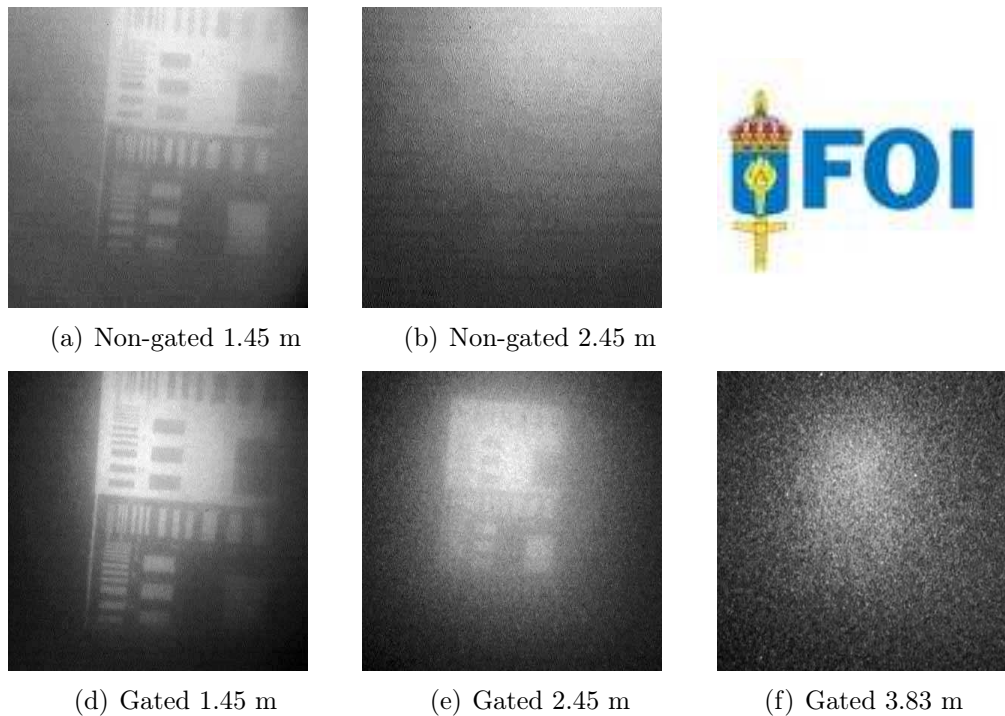 FOI
(a) Non-gated 1.45 m
(b) Non-gated 2.45 m
(d) Gated 1.45 m
(e) Gated 2.45 m
(f) Gated 3.83 m